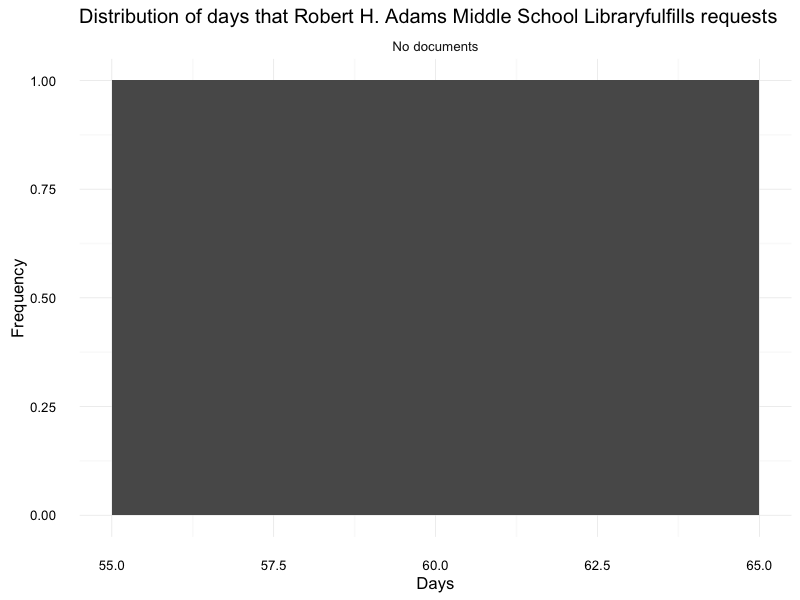 Distribution of days that Robert H. Adams Middle School Libraryfulfills requests
No documents
1.00
0.75
0.50
0.25
0.00
Frequency
55.0 57.5 60.0 62.5 65.0
Days